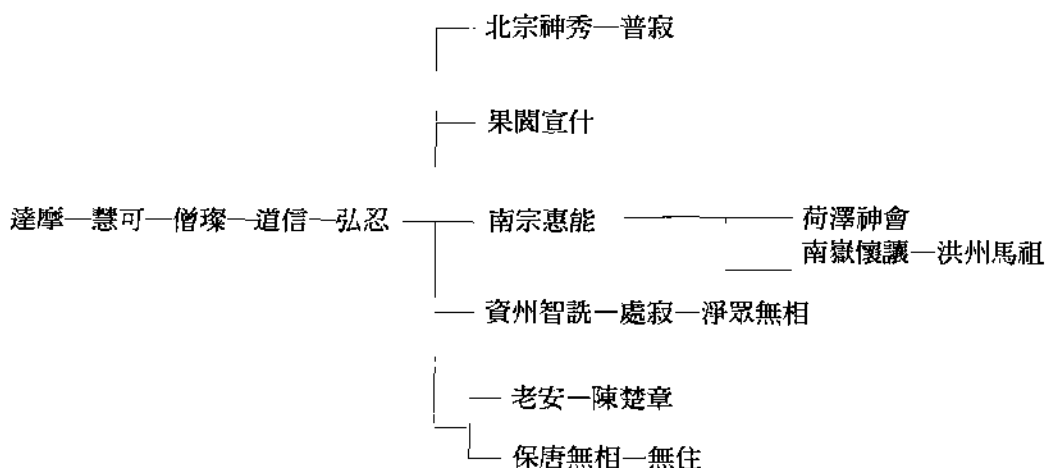 北宗神秀—普寂
果閬宣什
達摩—慧可—僧璨—道信—弘忍
南宗惠能
荷澤神會
南嶽懷讓—洪州馬祖
資州智詵—處寂—淨眾無相
老安—陳楚章
保唐無相—無住